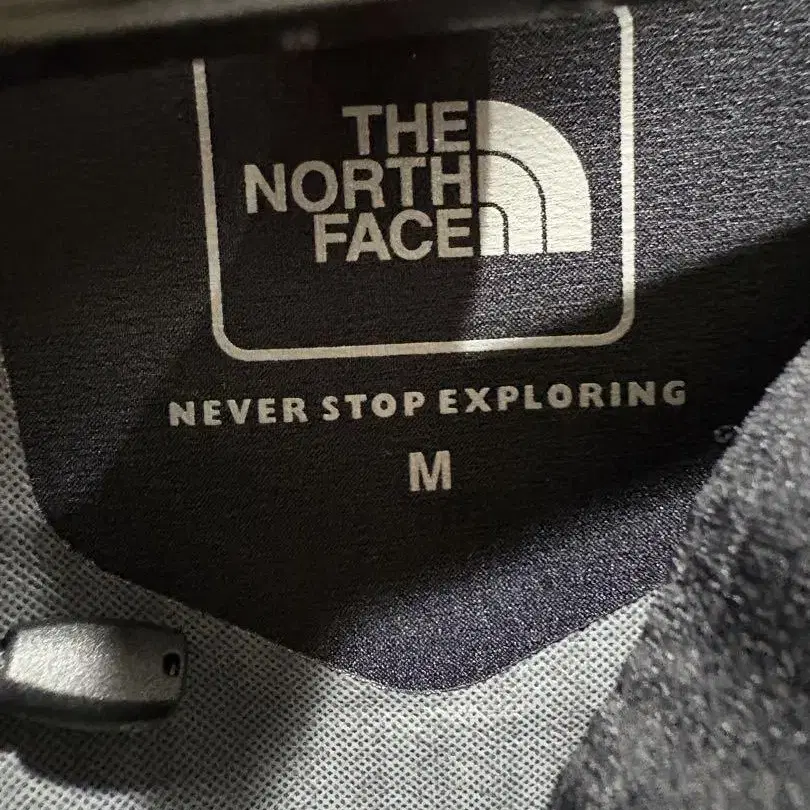 THE
NORTH
FACE
NEVER STOP EXPLORING
M